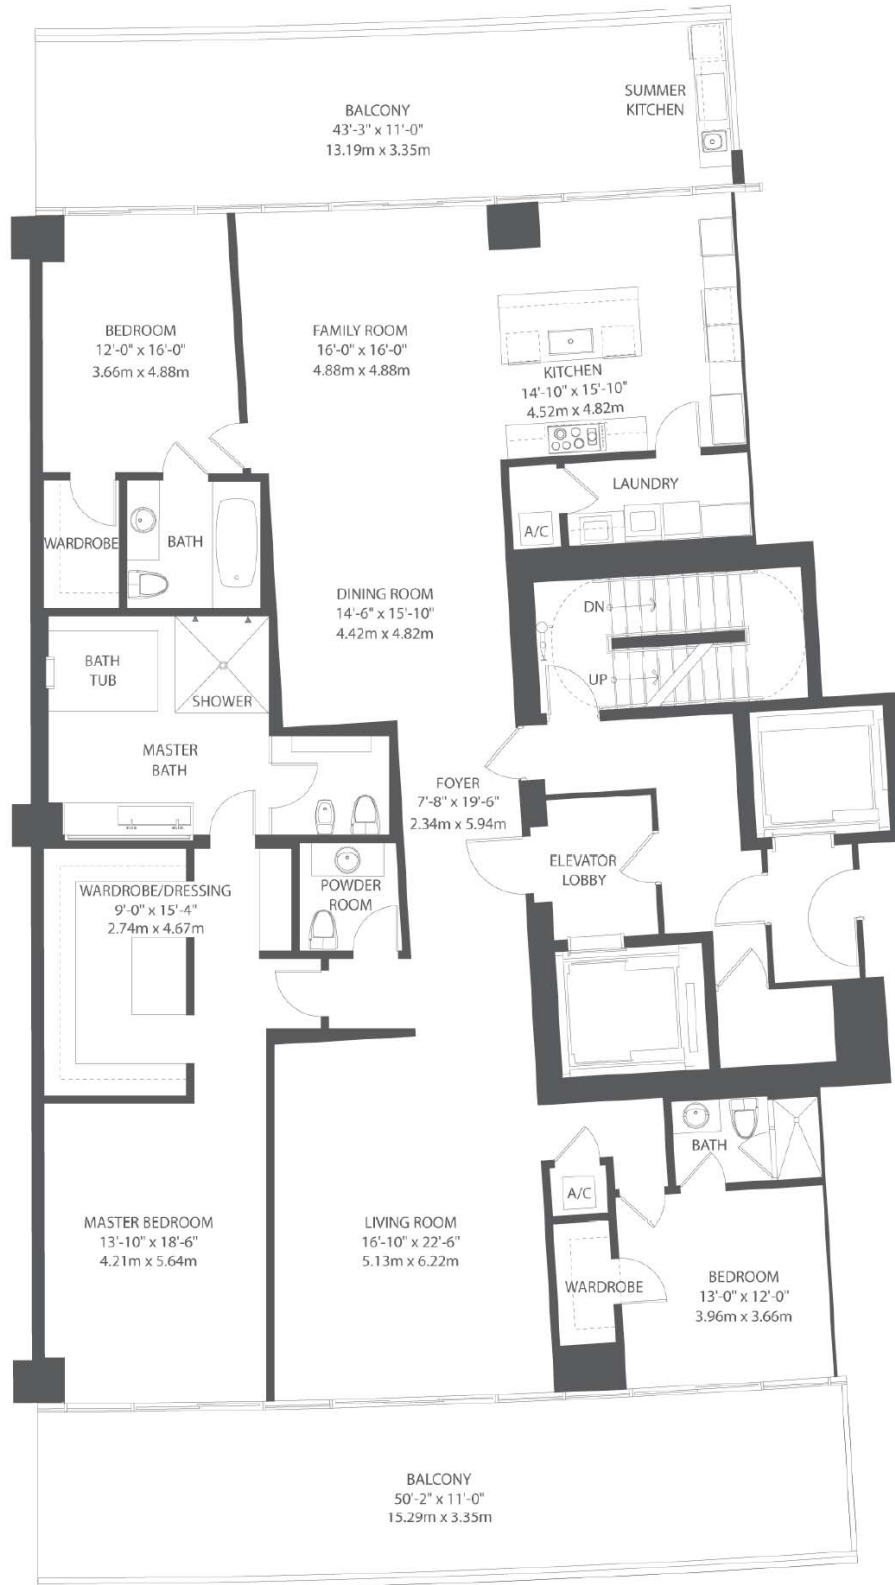 SUMMER
KITCHEN
BALCONY
43'-3" x 11'-0"
13.19m x 3.35m
BEDROOM
12'-0" x 16'-0"
3.66m x 4.88m
FAMILY ROOM
16'-0" x 16'-0"
4.88m x 4.88m
KITCHEN
14'-10" x 15'-10"
4.52m x 4.82m
LAUNDRY
A/C
WARDROBE
BATH
DINING ROOM
14'-6" x 15'-10"
4.42m x 4.82m
DN
UP
BATH
TUB
SHOWER
MASTER
BATH
FOYER
7'-8" x 19'-6"
2.34m x 5.94m
ELEVATOR
LOBBY
WARDROBE/DRESSING
9'-0" x 15'-4"
2.74m x 4.67m
POWDER
ROOM
BATH
A/C
MASTER BEDROOM
13'-10" x 18'-6"
4.21m x 5.64m
LIVING ROOM
16'-10" x 22'-6"
5.13m x 6.22m
WARDROBE
BEDROOM
13'-0" x 12'-0"
3.96m x 3.66m
BALCONY
50'-2" x 11'-0"
15.29m x 3.35m